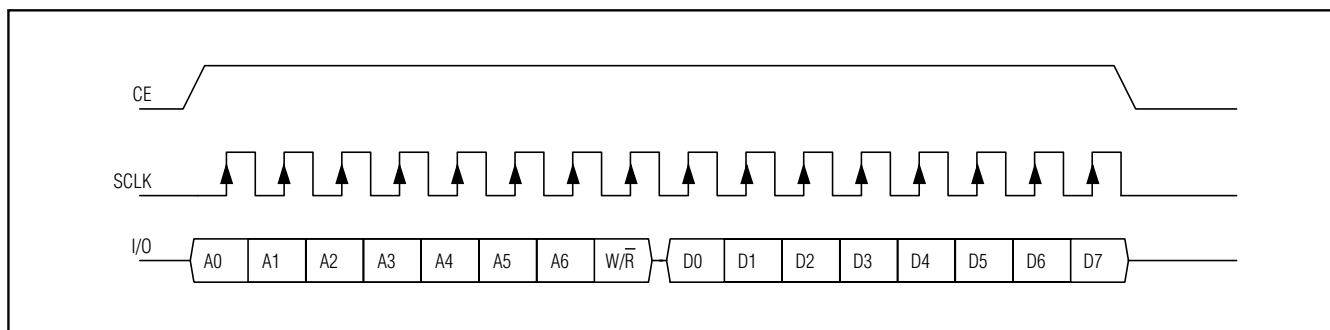 CE
SCLK
I/O A0 A1 A2 A3 A4 A5 A6 W/R̅ D0 D1 D2 D3 D4 D5 D6 D7